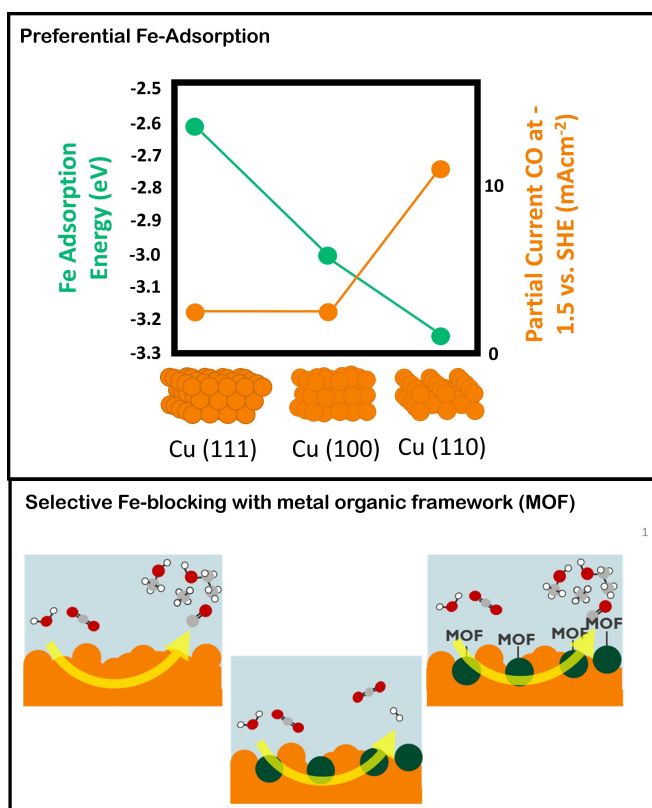 Preferential Fe-Adsorption
Fe Adsorption
Energy (eV)
-2.5
-2.6
-2.7
-2.8
-2.9
-3.0
-3.1
-3.2
-3.3
10
0
Partial Current CO at -
1.5 vs. SHE (mAcm⁻²)
Cu (111) Cu (100) Cu (110)
Selective Fe-blocking with metal organic framework (MOF)
1
MOF MOF MOF MOF